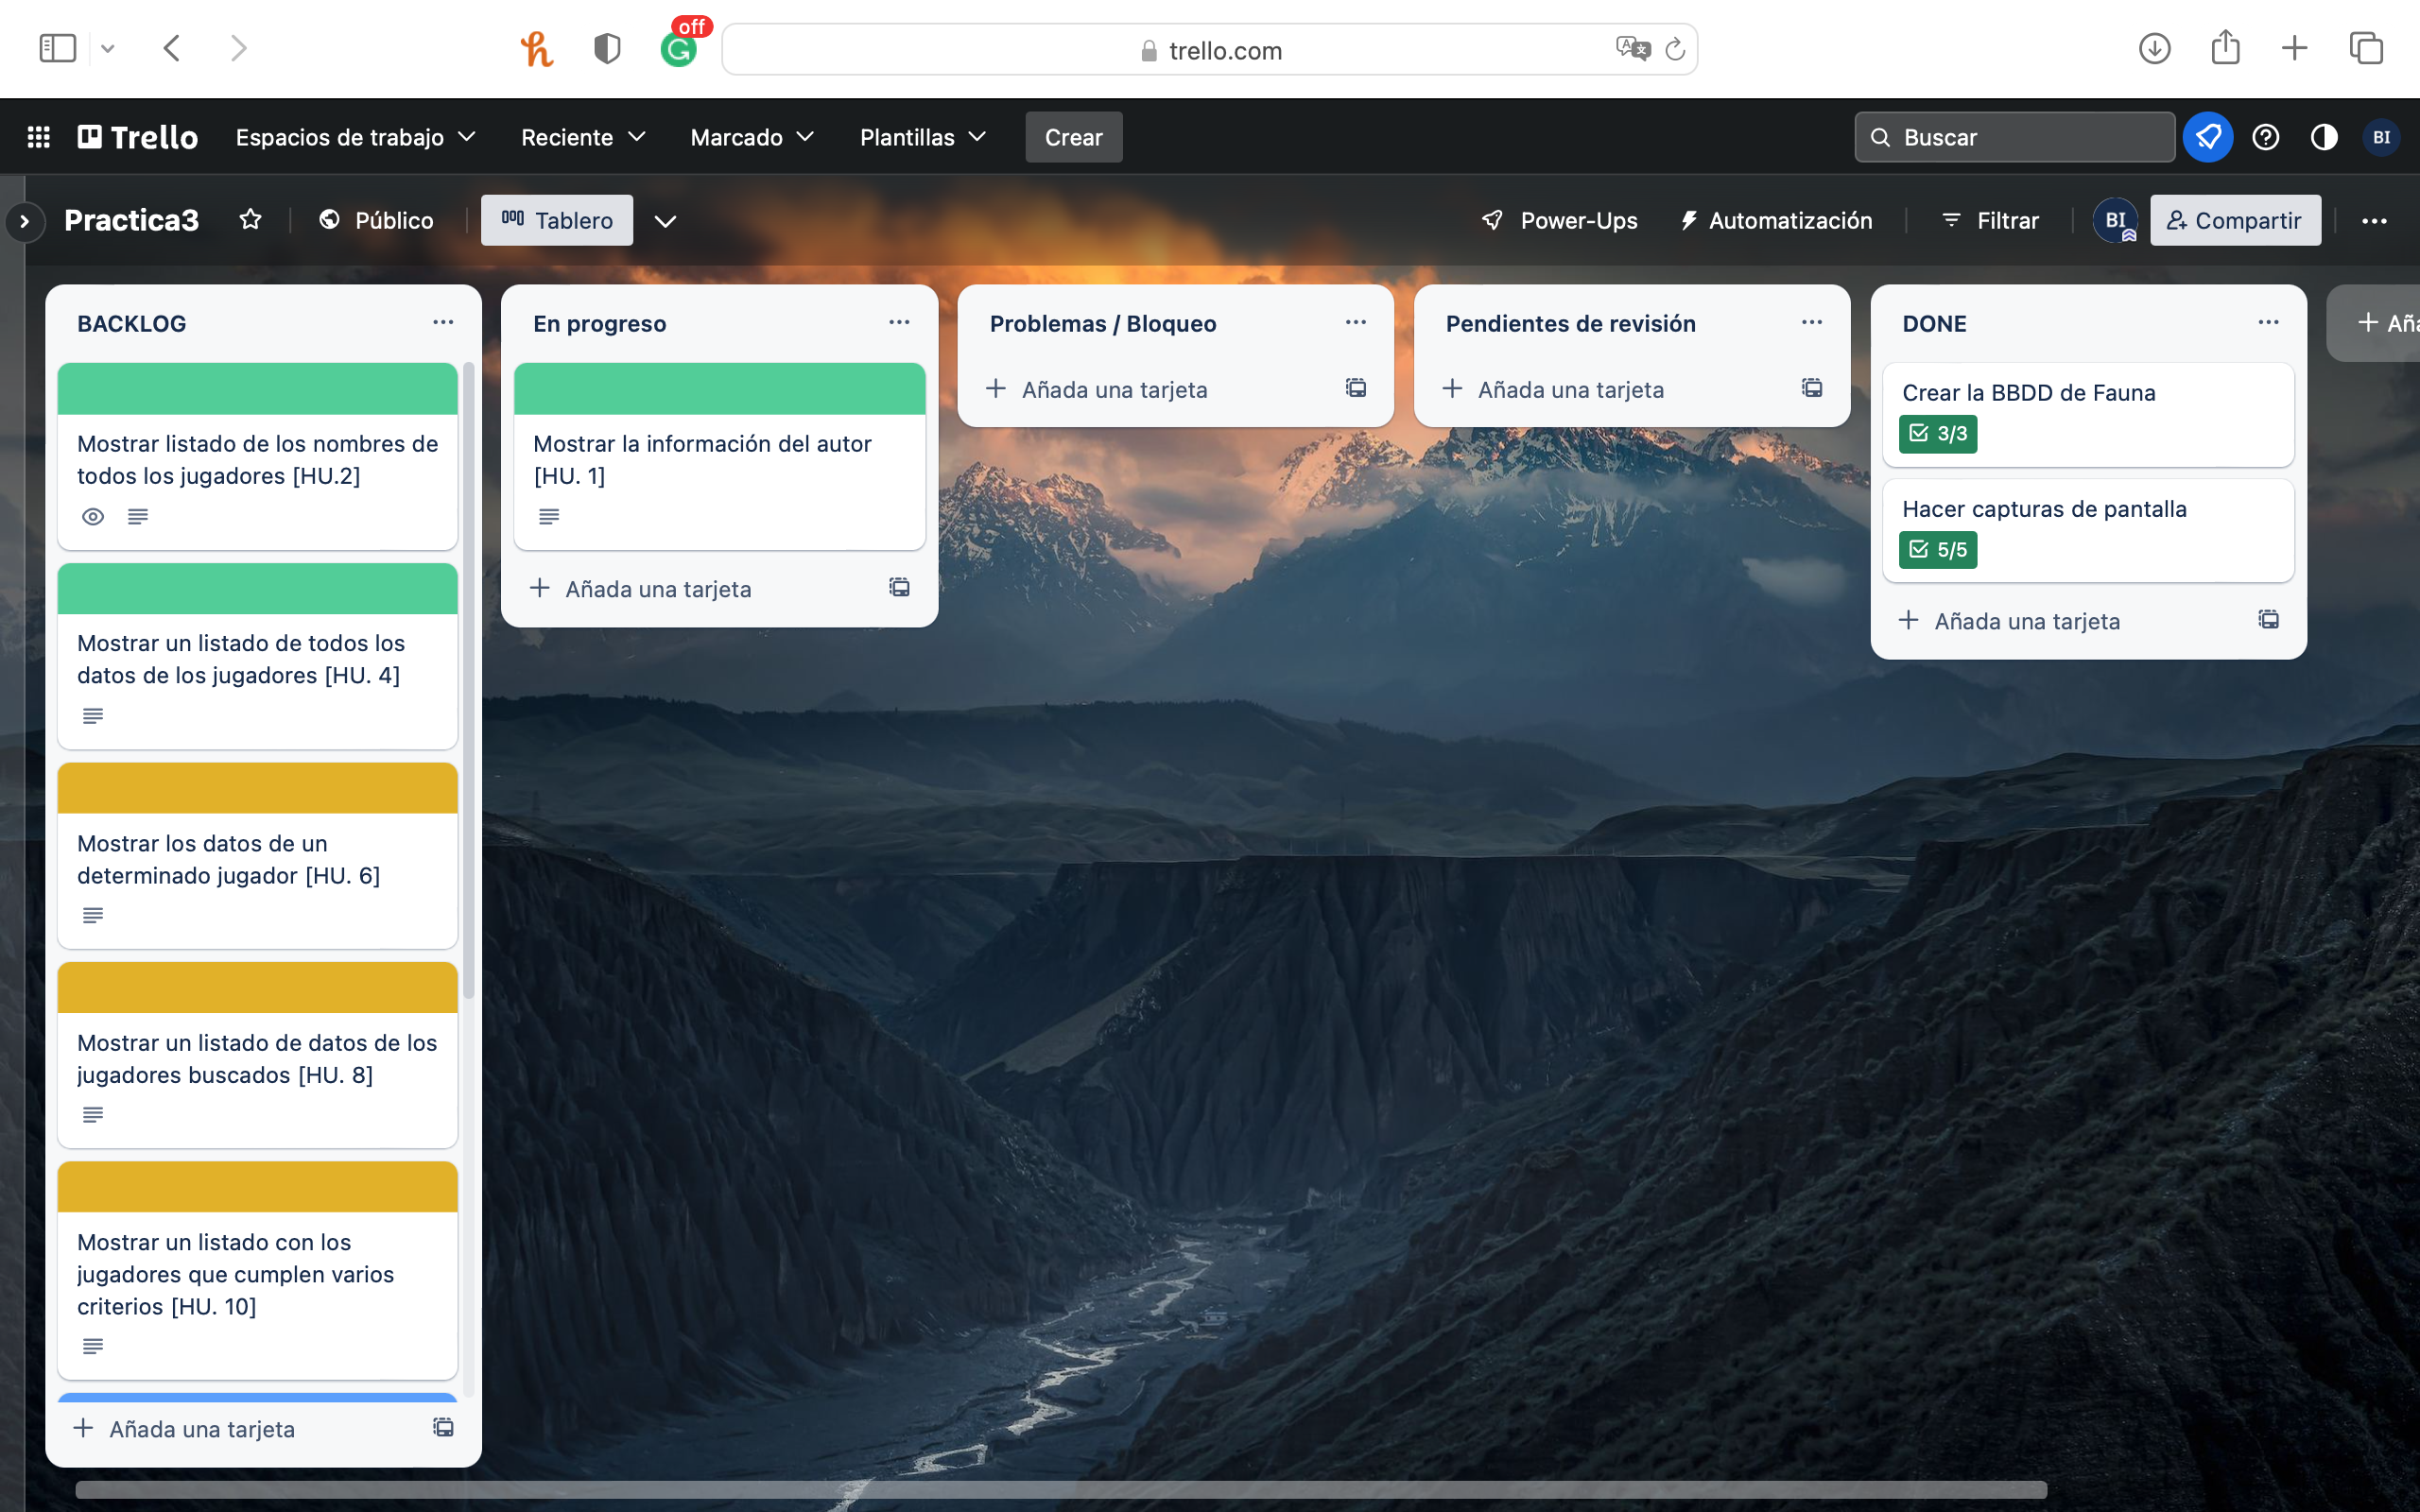 off
trello.com
Trello
Espacios de trabajo
Reciente
Marcado
Plantillas
Crear
Buscar
BI
Practica3
Público
Tablero
Power-Ups
Automatización
Filtrar
BI
Compartir
BACKLOG
Mostrar listado de los nombres de
todos los jugadores [HU.2]
Mostrar un listado de todos los
datos de los jugadores [HU. 4]
Mostrar los datos de un
determinado jugador [HU. 6]
Mostrar un listado de datos de los
jugadores buscados [HU. 8]
Mostrar un listado con los
jugadores que cumplen varios
criterios [HU. 10]
Añada una tarjeta
En progreso
Mostrar la información del autor
[HU. 1]
Añada una tarjeta
Problemas / Bloqueo
Añada una tarjeta
Pendientes de revisión
Añada una tarjeta
DONE
Crear la BBDD de Fauna
3/3
Hacer capturas de pantalla
5/5
Añada una tarjeta